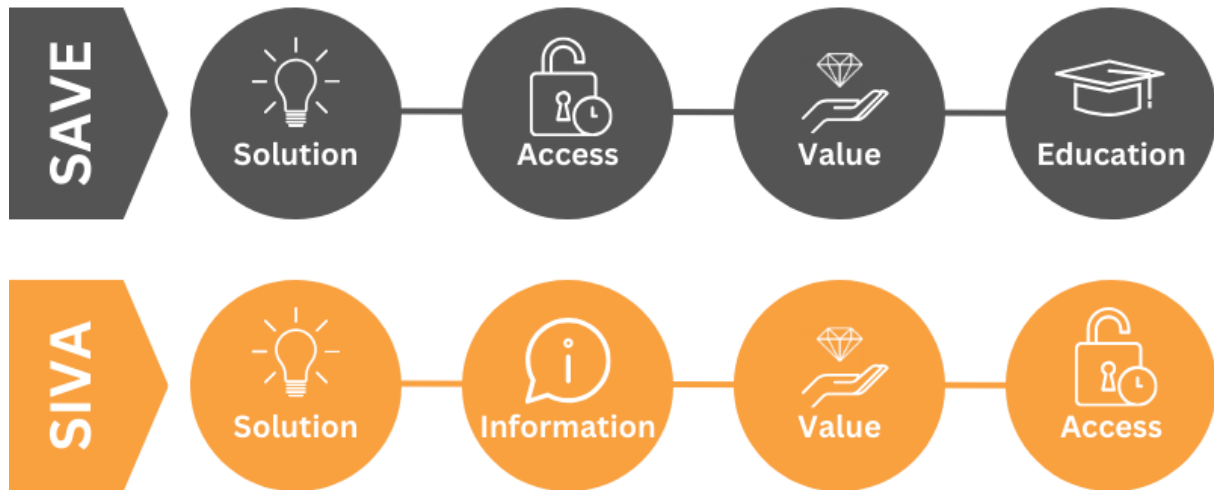 SAVE
Solution
Access
Value
Education
SIVA
Solution
Information
Value
Access